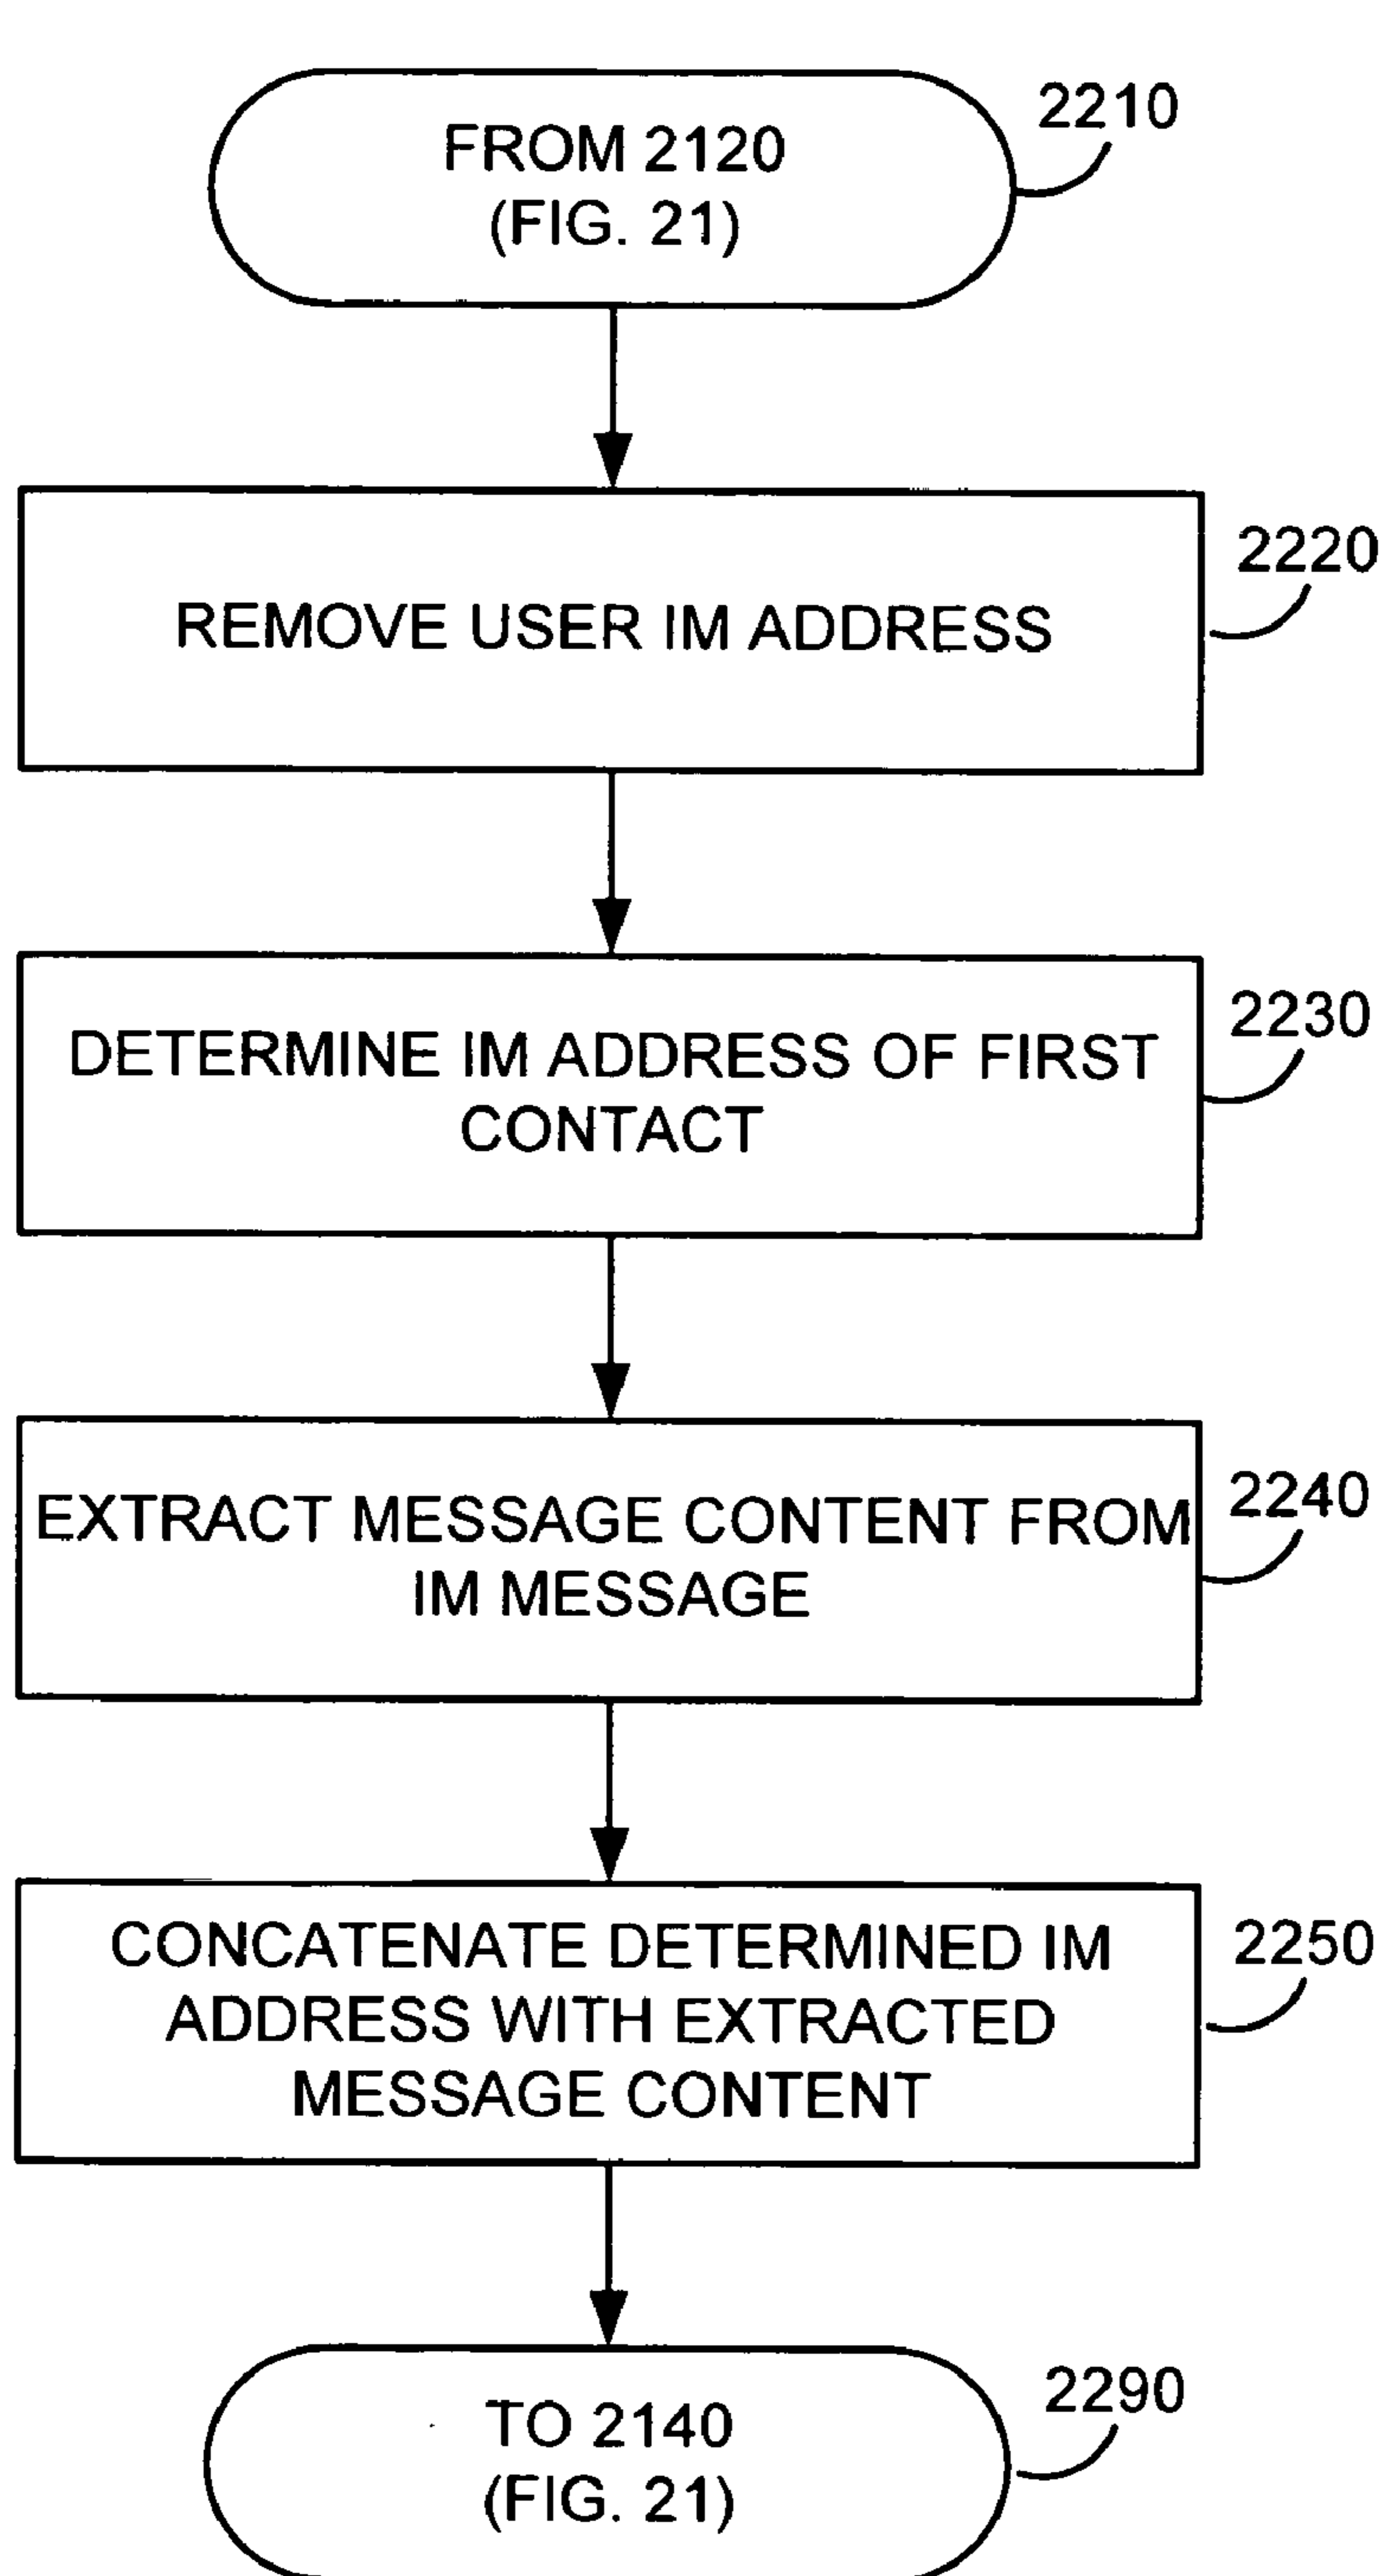 FROM 2120
(FIG. 21)
2210
REMOVE USER IM ADDRESS
2220
DETERMINE IM ADDRESS OF FIRST
CONTACT
2230
EXTRACT MESSAGE CONTENT FROM
IM MESSAGE
2240
CONCATENATE DETERMINED IM
ADDRESS WITH EXTRACTED
MESSAGE CONTENT
2250
TO 2140
(FIG. 21)
2290